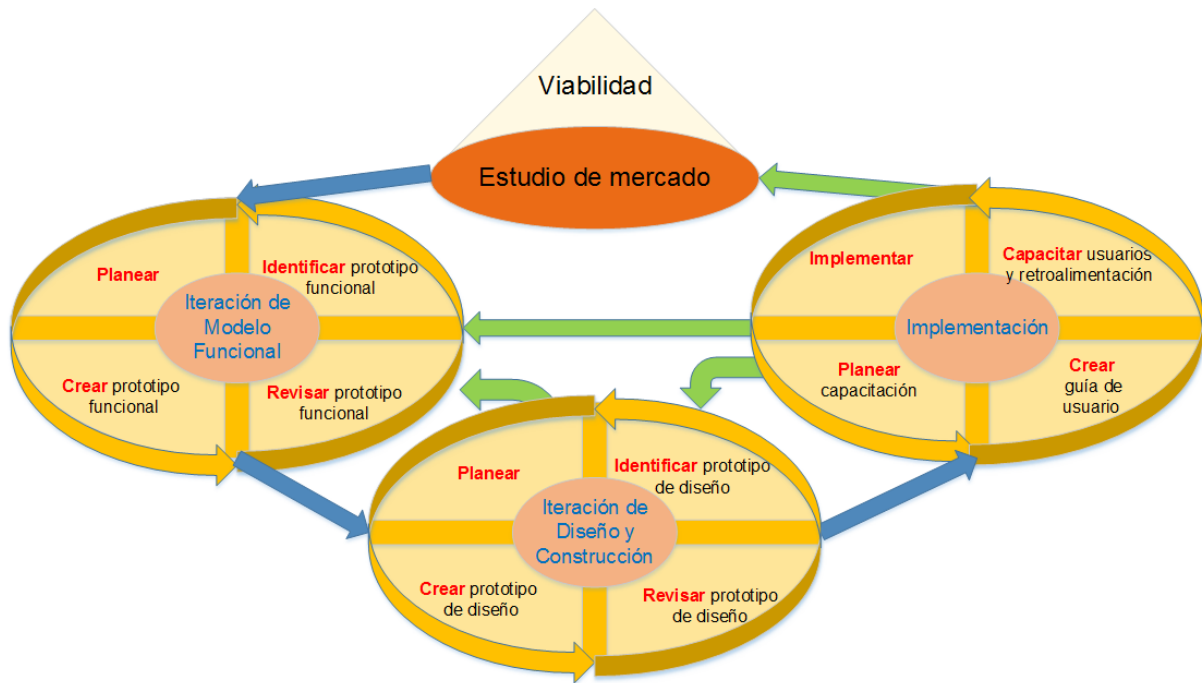 Viabilidad
Estudio de mercado
Planear
Identificar prototipo
funcional
Iteración de
Modelo
Funcional
Crear prototipo
funcional
Revisar prototipo
funcional
Planear
Identificar prototipo
de diseño
Iteración de
Diseño y
Construcción
Crear prototipo
de diseño
Revisar prototipo
de diseño
Implementar
Capacitar usuarios
y retroalimentación
Implementación
Planear
capacitación
Crear
guía de
usuario